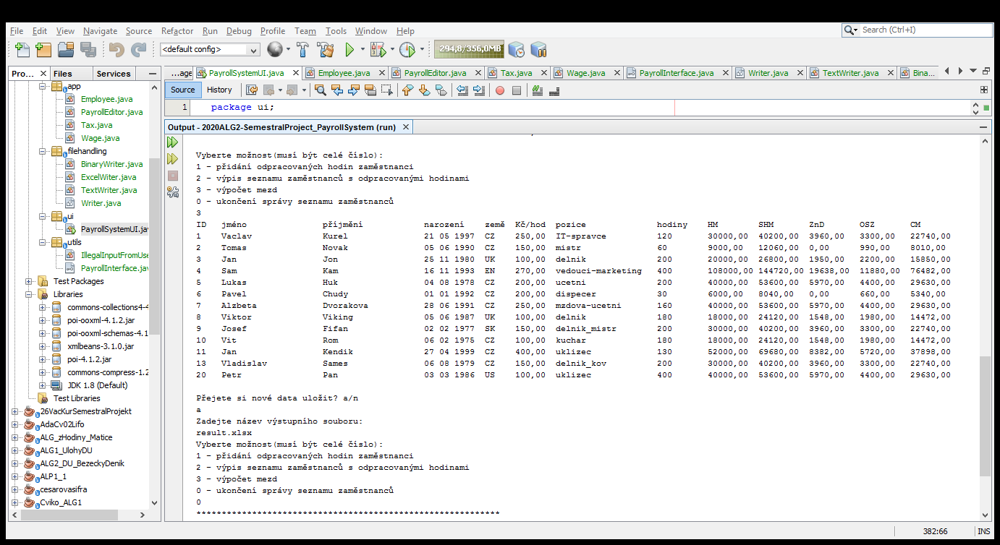 File Edit View Navigate Source Refactor Run Debug Profile Team Tools Window Help
Search (Ctrl+I)
<default config>
294,8/356,0MB
Pro... Files Services
...age PayrollSystemUI.java Employee.java PayrollEditor.java Tax.java Wage.java PayrollInterface.java Writer.java TextWriter.java Bina...
Source History
1 package ui;
app
Employee.java
PayrollEditor.java
Tax.java
Wage.java
filehandling
BinaryWriter.java
ExcelWiter.java
TextWriter.java
Writer.java
ui
PayrollSystemUI.jav
utils
IllegalInputFromUse
PayrollInterface.jav
Test Packages
Libraries
commons-collections4-4
poi-ooxml-4.1.2.jar
poi-ooxml-schemas-4.1
xmlbeans-3.1.0.jar
poi-4.1.2.jar
commons-compress-1.2
JDK 1.8 (Default)
Test Libraries
26VacKurSemestralProjekt
AdaCv02Lifo
ALG_zHodiny_Matice
ALG1_UlohyDU
ALG2_DU_BezeckyDenik
ALP1_1
cesarovasifra
Cviko_ALG1
Output - 2020ALG2-SemestralProject_PayrollSystem (run)
Vyberte možnost(musí být celé číslo):
1 - přidání odpracovaných hodin zaměstnanci
2 - výpis seznamu zaměstnanců s odpracovanými hodinami
3 - výpočet mezd
0 - ukončení správy seznamu zaměstnanců
3
ID jméno příjmění narození země Kč/hod pozice hodiny HM SHM ZnD OSZ CM
1 Vaclav Kurel 21 05 1997 CZ 250,00 IT-spravce 120 30000,00 40200,00 3960,00 3300,00 22740,00
2 Tomas Novak 05 06 1990 CZ 150,00 mistr 60 9000,00 12060,00 0,00 990,00 8010,00
3 Jan Jon 25 11 1980 UK 100,00 delnik 200 20000,00 26800,00 1950,00 2200,00 15850,00
4 Sam Kam 16 11 1993 EN 270,00 vedouci-marketing 400 108000,00 144720,00 19638,00 11880,00 76482,00
5 Lukas Huk 04 08 1978 CZ 200,00 ucetni 200 40000,00 53600,00 5970,00 4400,00 29630,00
6 Pavel Chudy 01 01 1992 CZ 200,00 dispecer 30 6000,00 8040,00 0,00 660,00 5340,00
7 Alzbeta Dvorakova 28 06 1991 CZ 250,00 mzdova-ucetni 160 40000,00 53600,00 5970,00 4400,00 29630,00
8 Viktor Viking 05 06 1987 UK 100,00 delnik 180 18000,00 24120,00 1548,00 1980,00 14472,00
9 Josef Fifan 02 02 1977 SK 150,00 delnik_mistr 200 30000,00 40200,00 3960,00 3300,00 22740,00
10 Vit Rom 06 02 1975 CZ 100,00 kuchar 180 18000,00 24120,00 1548,00 1980,00 14472,00
11 Jan Kendik 27 04 1999 CZ 400,00 uklizec 130 52000,00 69680,00 8382,00 5720,00 37898,00
13 Vladislav Sames 06 08 1979 CZ 150,00 delnik_kov 200 30000,00 40200,00 3960,00 3300,00 22740,00
20 Petr Pan 03 03 1986 US 100,00 uklizec 400 40000,00 53600,00 5970,00 4400,00 29630,00
Přejete si nové data uložit? a/n
a
Zadejte název výstupního souboru:
result.xlsx
Vyberte možnost(musí být celé číslo):
1 - přidání odpracovaných hodin zaměstnanci
2 - výpis seznamu zaměstnanců s odpracovanými hodinami
3 - výpočet mezd
0 - ukončení správy seznamu zaměstnanců
0
************************************************************
382:66 INS